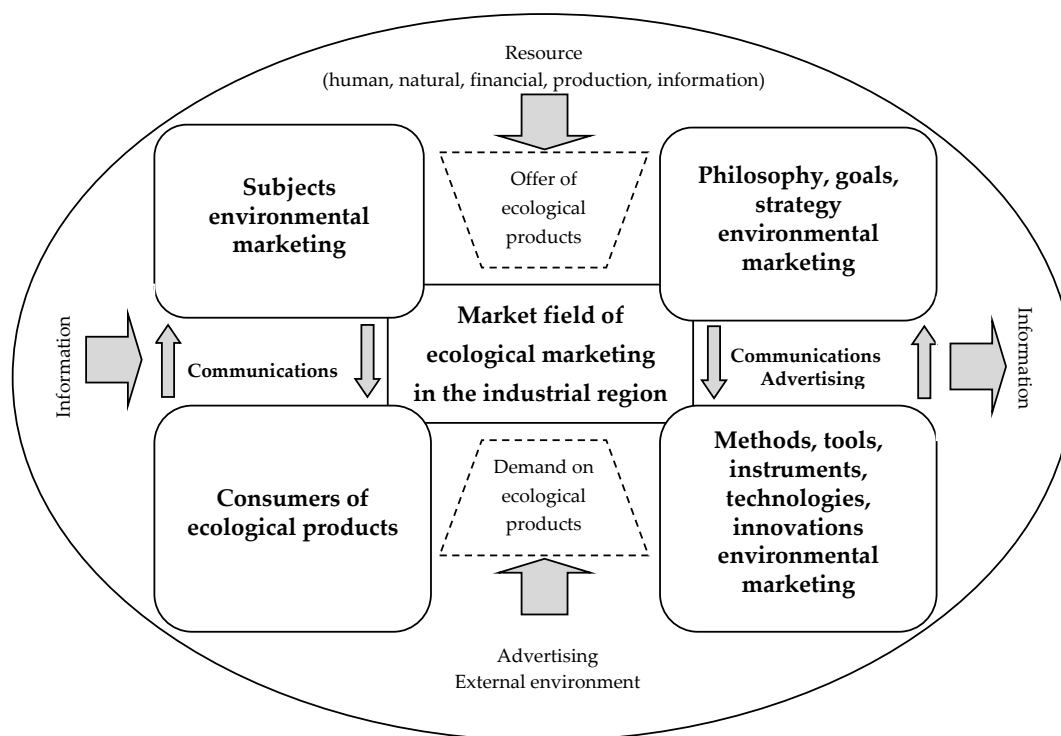 Resource
(human, natural, financial, production, information)
Subjects
environmental
marketing
Offer of
ecological
products
Philosophy, goals,
strategy
environmental
marketing
Information
Communications
Market field of
ecological marketing
in the industrial region
Communications
Advertising
Information
Consumers of
ecological products
Demand on
ecological
products
Methods, tools,
instruments,
technologies,
innovations
environmental
marketing
Advertising
External environment